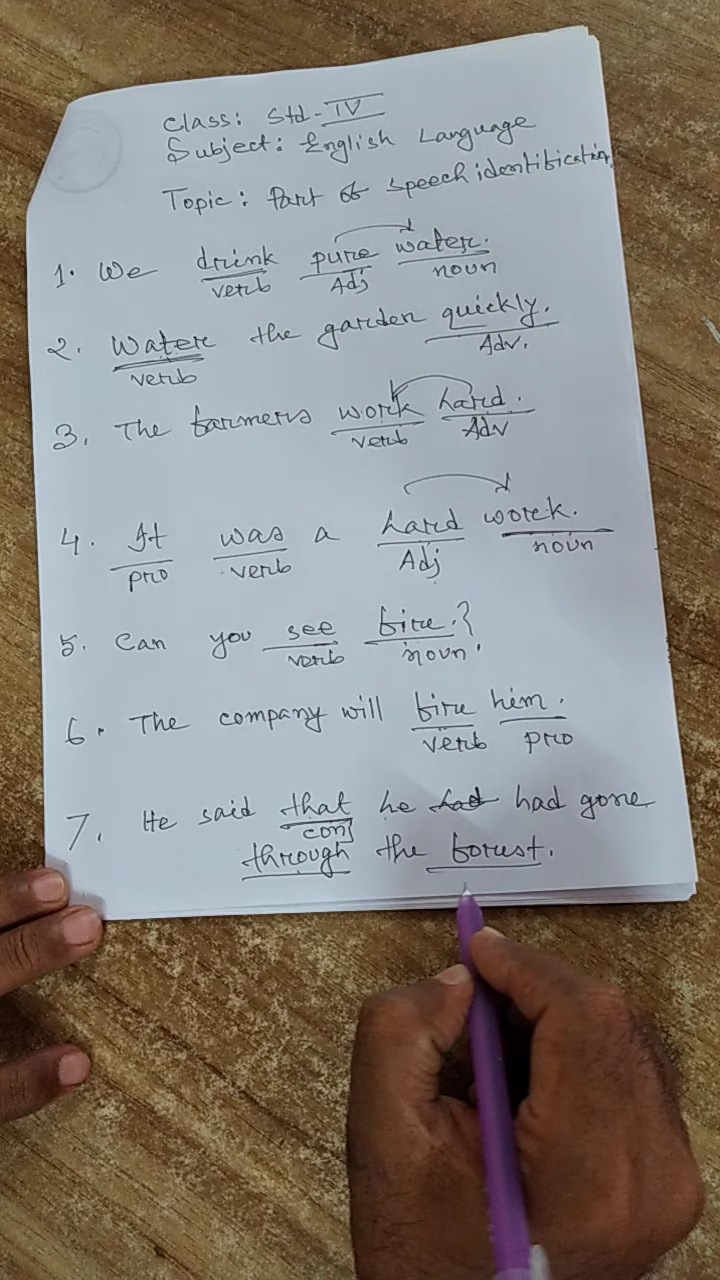 Class: Std - IV
Subject: English Language
Topic: Part of speech identification
1. We drink pure water.
verb Adj noun
2. Water the garden quickly.
verb Adv.
3. The farmers work hard.
verb Adv
4. It was a hard work.
pro verb Adj noun
5. Can you see fire.?
verb noun.
6. The company will fire him.
verb pro
7. He said that he had had gone
conj
through the forest.